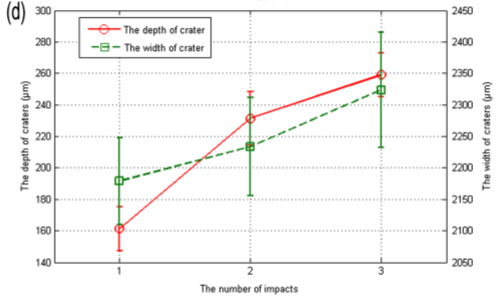 (d)
The depth of crater
The width of crater
300
280
260
240
220
200
180
160
140
The depth of craters (μm)
2450
2400
2350
2300
2250
2200
2150
2100
2050
The width of craters (μm)
1 2 3
The number of impacts